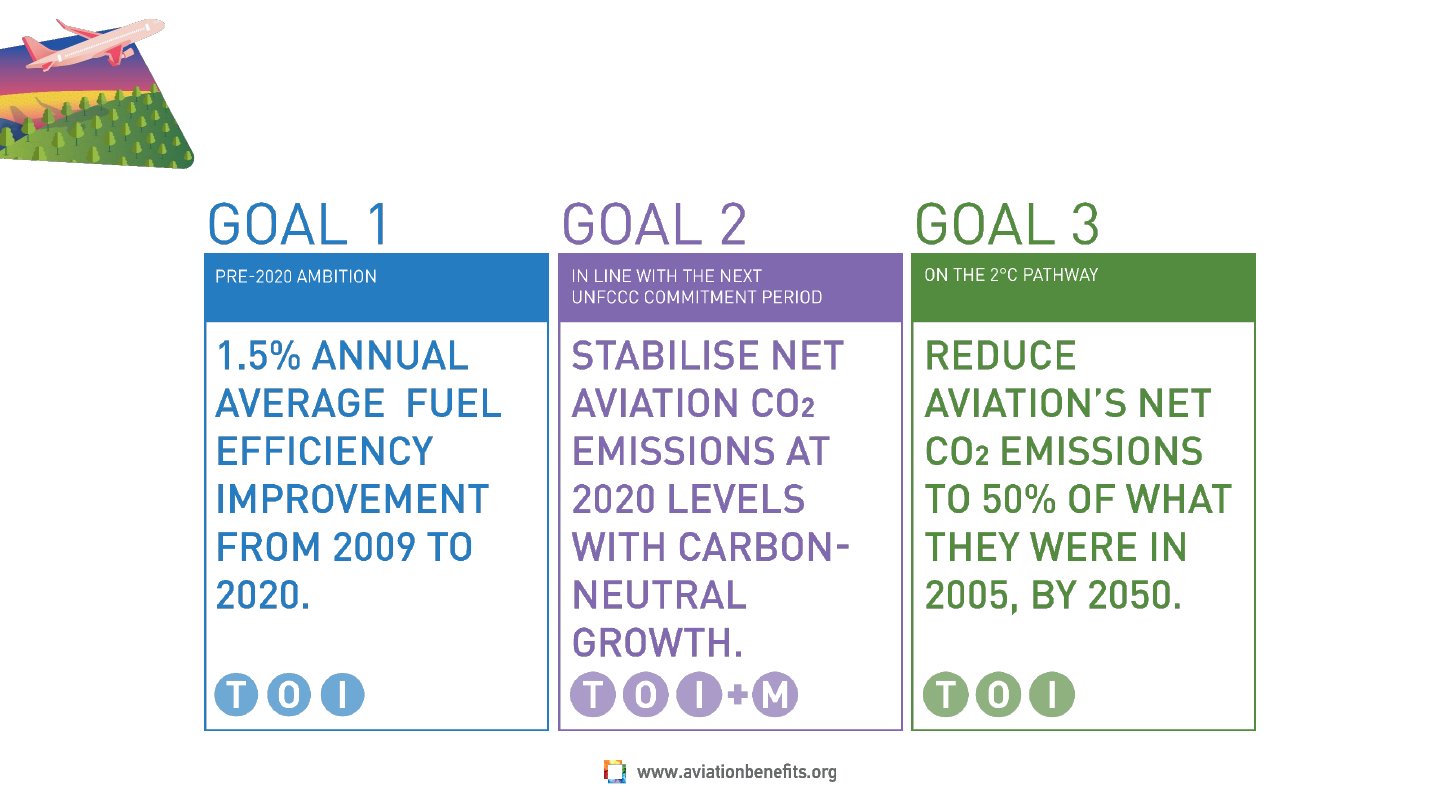 GOAL 1
PRE-2020 AMBITION
1.5% ANNUAL
AVERAGE FUEL
EFFICIENCY
IMPROVEMENT
FROM 2009 TO
2020.
T O I
GOAL 2
IN LINE WITH THE NEXT
UNFCCC COMMITMENT PERIOD
STABILISE NET
AVIATION CO2
EMISSIONS AT
2020 LEVELS
WITH CARBON-
NEUTRAL
GROWTH.
T O I + M
GOAL 3
ON THE 2°C PATHWAY
REDUCE
AVIATION’S NET
CO2 EMISSIONS
TO 50% OF WHAT
THEY WERE IN
2005, BY 2050.
T O I
www.aviationbenefits.org